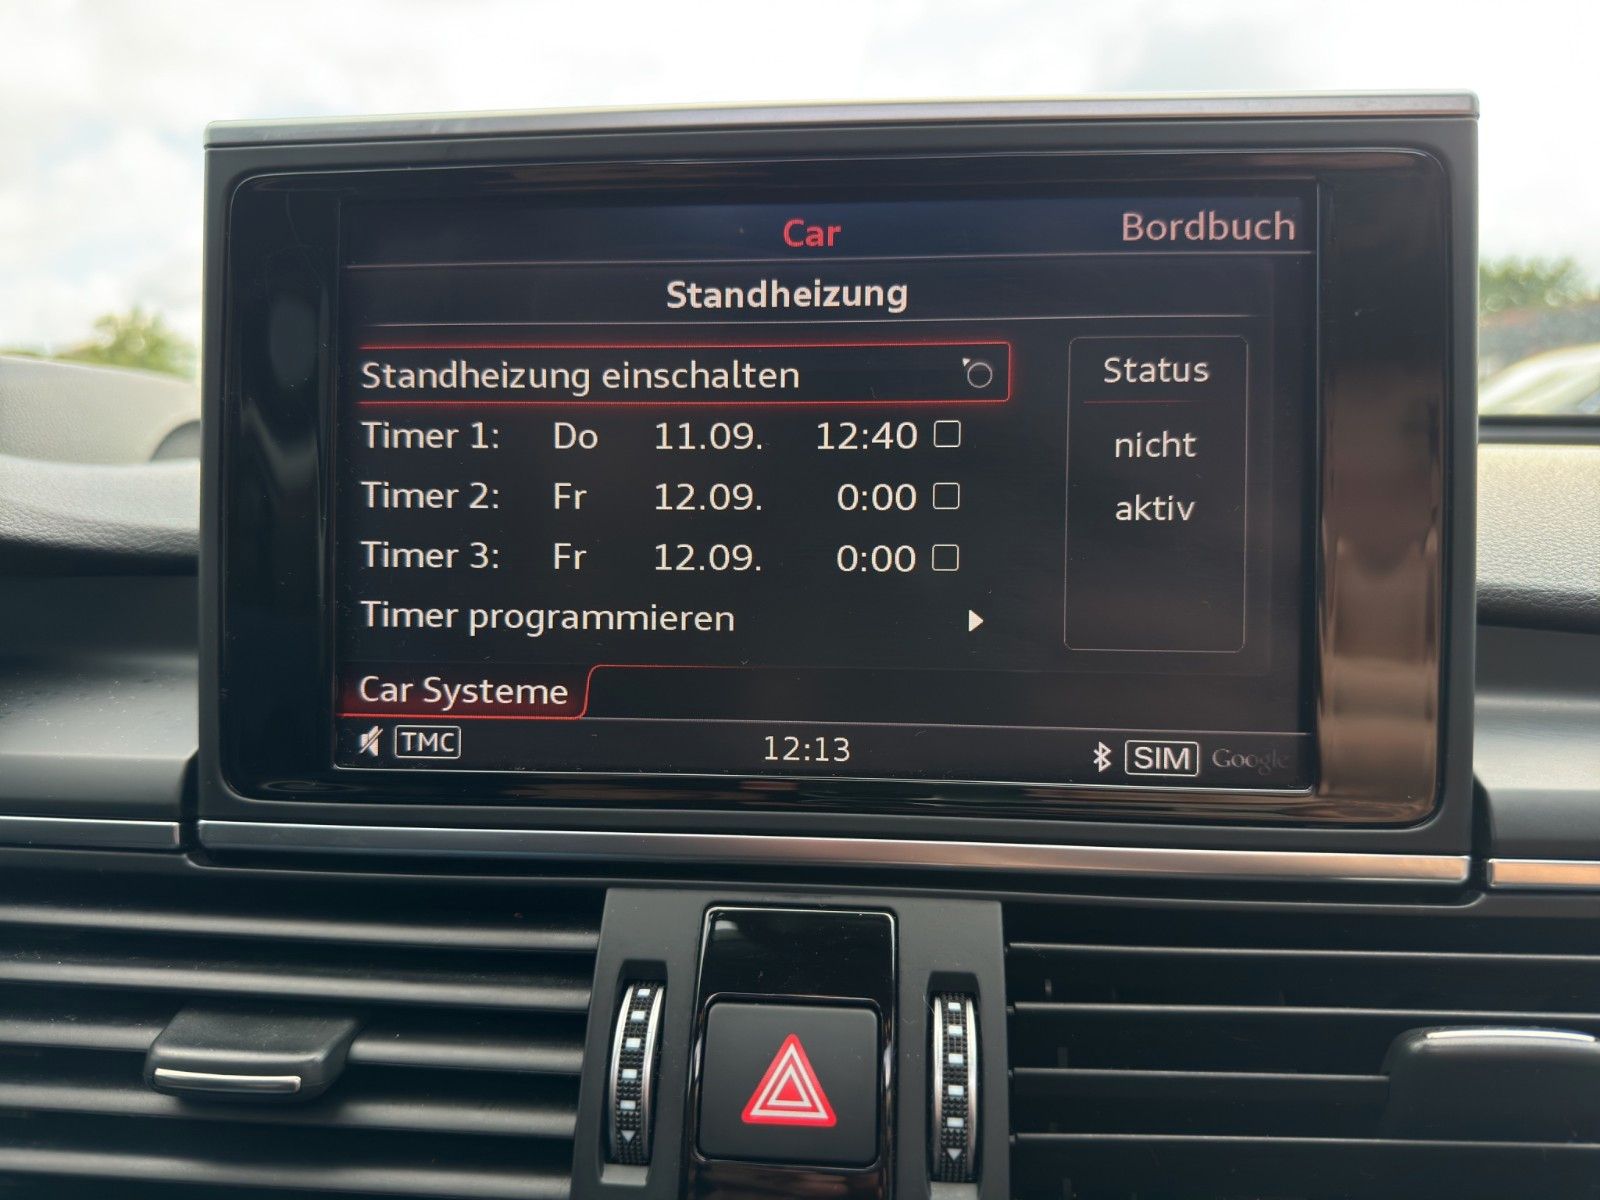 Car
Bordbuch
Standheizung
Standheizung einschalten
Timer 1: Do 11.09. 12:40
Timer 2: Fr 12.09. 0:00
Timer 3: Fr 12.09. 0:00
Timer programmieren
Status
nicht
aktiv
Car Systeme
TMC
12:13
SIM
Google